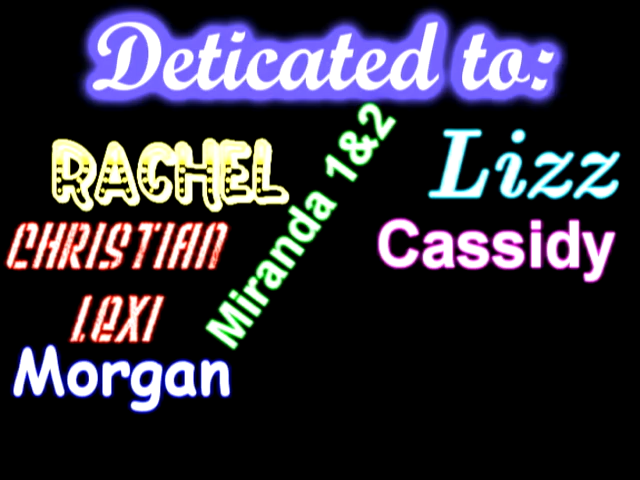 Deticated to:
RACHEL
Miranda 1&2
Lizz
CHRISTIAN
Cassidy
LEXI
Morgan